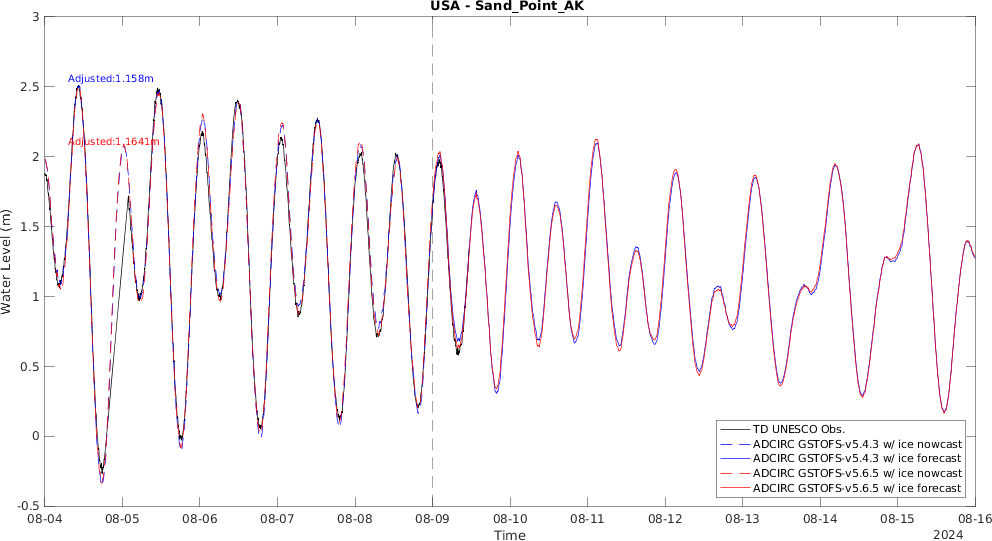 USA - Sand_Point_AK
3
2.5
2
1.5
1
0.5
0
-0.5
Water Level (m)
Adjusted:1.158m
Adjusted:1.1641m
TD UNESCO Obs.
ADCIRC GSTOFS-v5.4.3 w/ ice nowcast
ADCIRC GSTOFS-v5.4.3 w/ ice forecast
ADCIRC GSTOFS-v5.6.5 w/ ice nowcast
ADCIRC GSTOFS-v5.6.5 w/ ice forecast
08-04 08-05 08-06 08-07 08-08 08-09 08-10 08-11 08-12 08-13 08-14 08-15 08-16
Time
2024